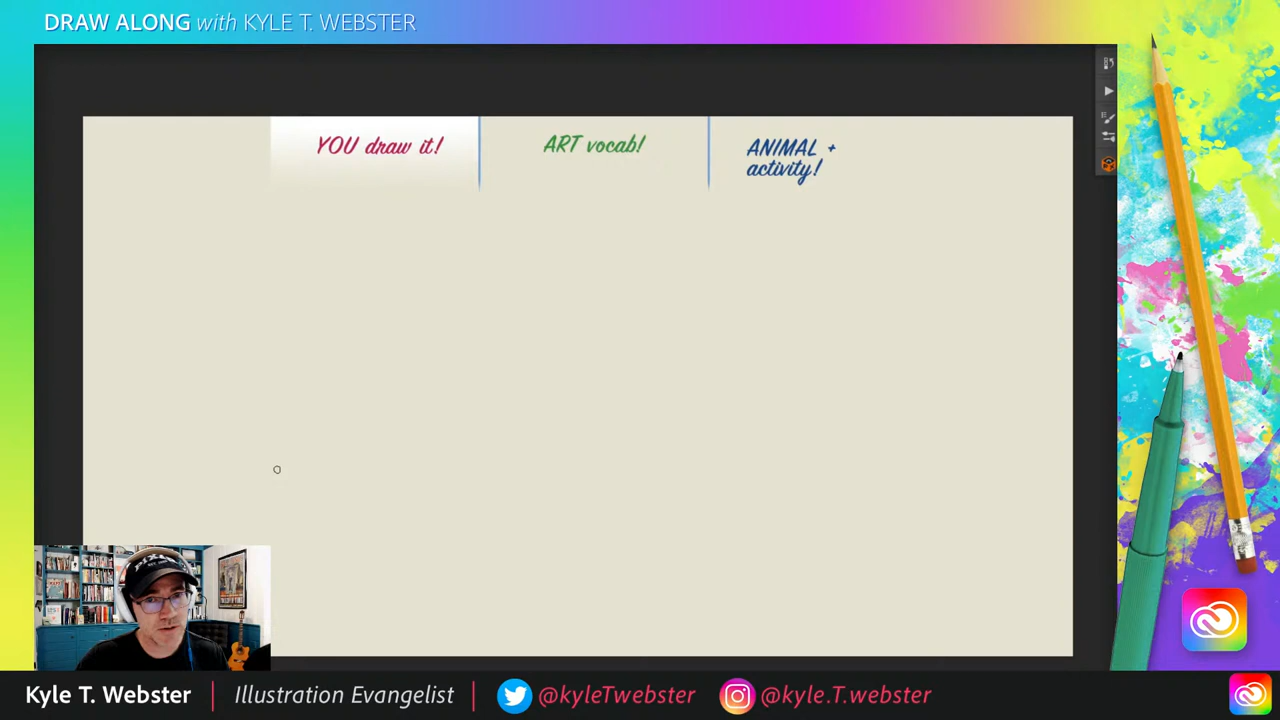 DRAW ALONG with KYLE T. WEBSTER
YOU draw it!
ART vocab!
ANIMAL +
activity!
Kyle T. Webster | Illustration Evangelist | @kyleTwebster @kyle.T.webster